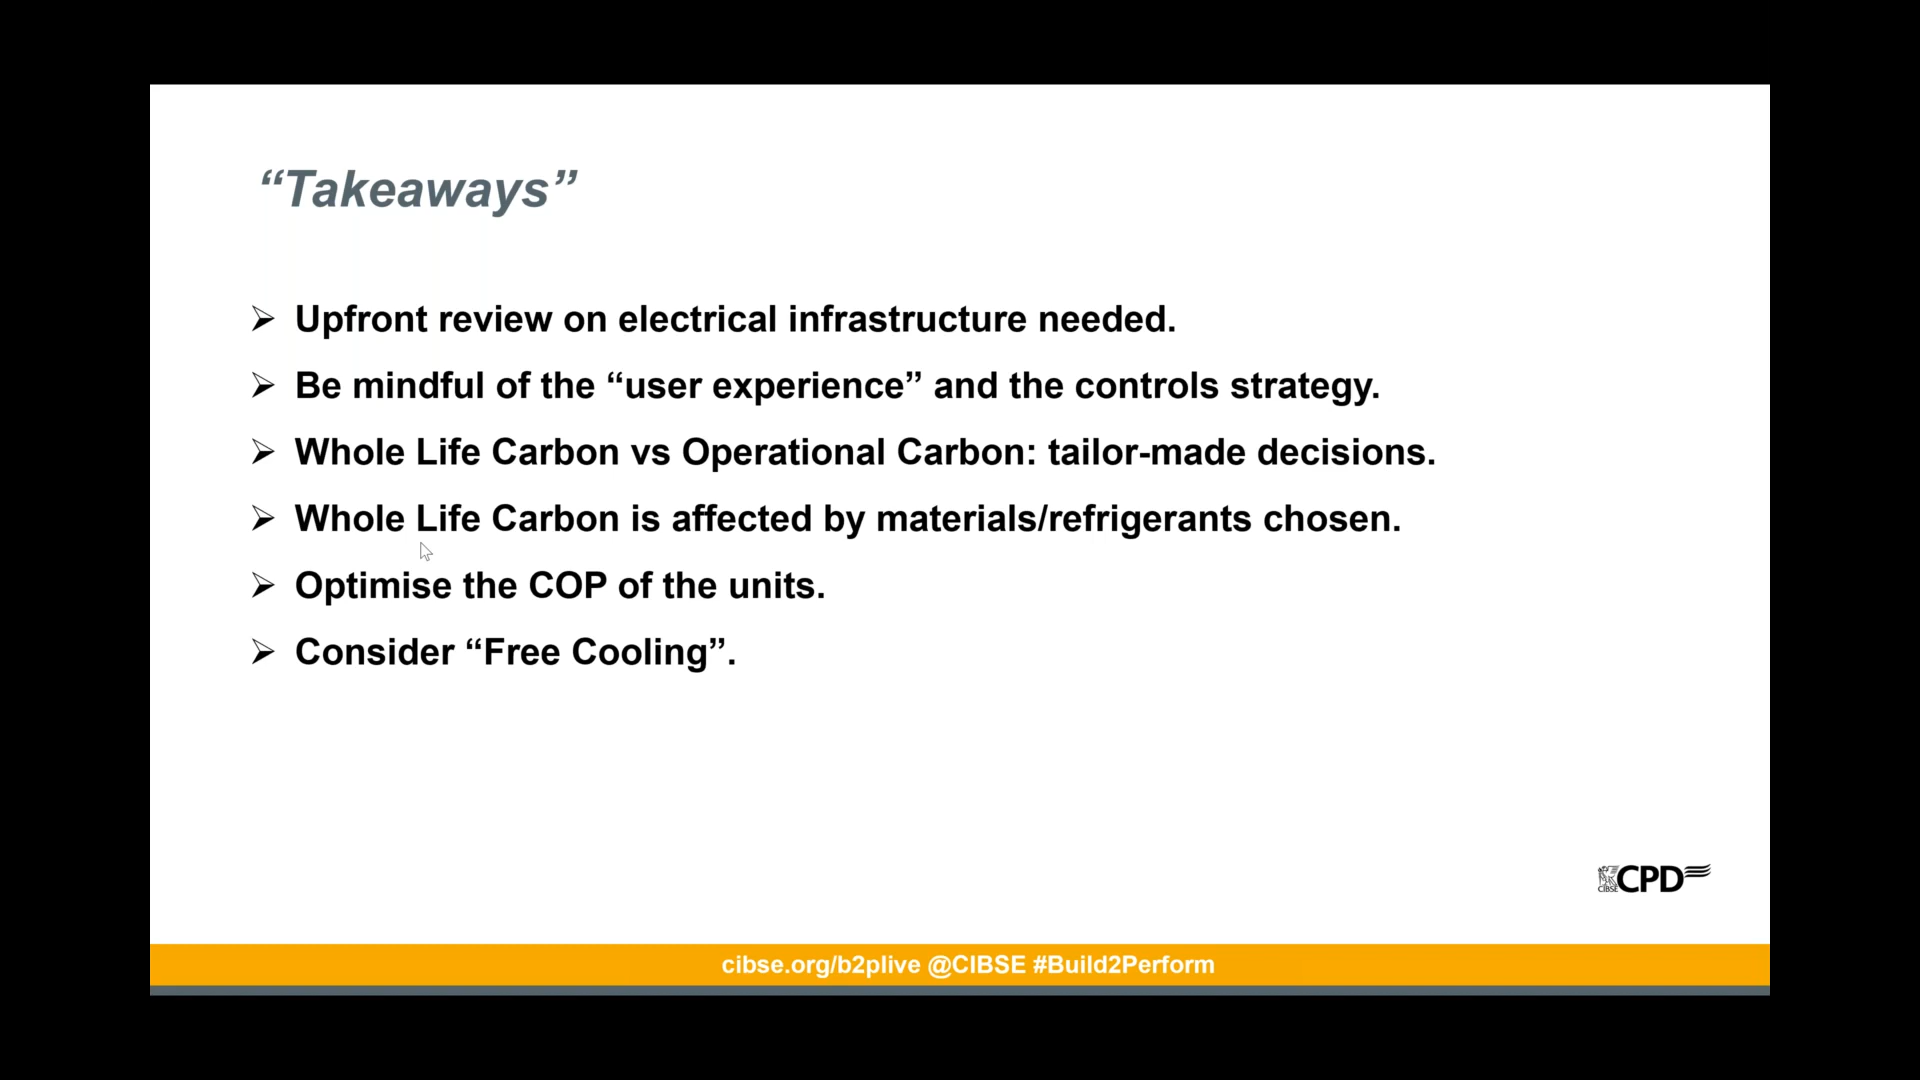 “Takeaways”
➢ Upfront review on electrical infrastructure needed.
➢ Be mindful of the “user experience” and the controls strategy.
➢ Whole Life Carbon vs Operational Carbon: tailor-made decisions.
➢ Whole Life Carbon is affected by materials/refrigerants chosen.
➢ Optimise the COP of the units.
➢ Consider “Free Cooling”.
CIBSE CPD
cibse.org/b2plive @CIBSE #Build2Perform